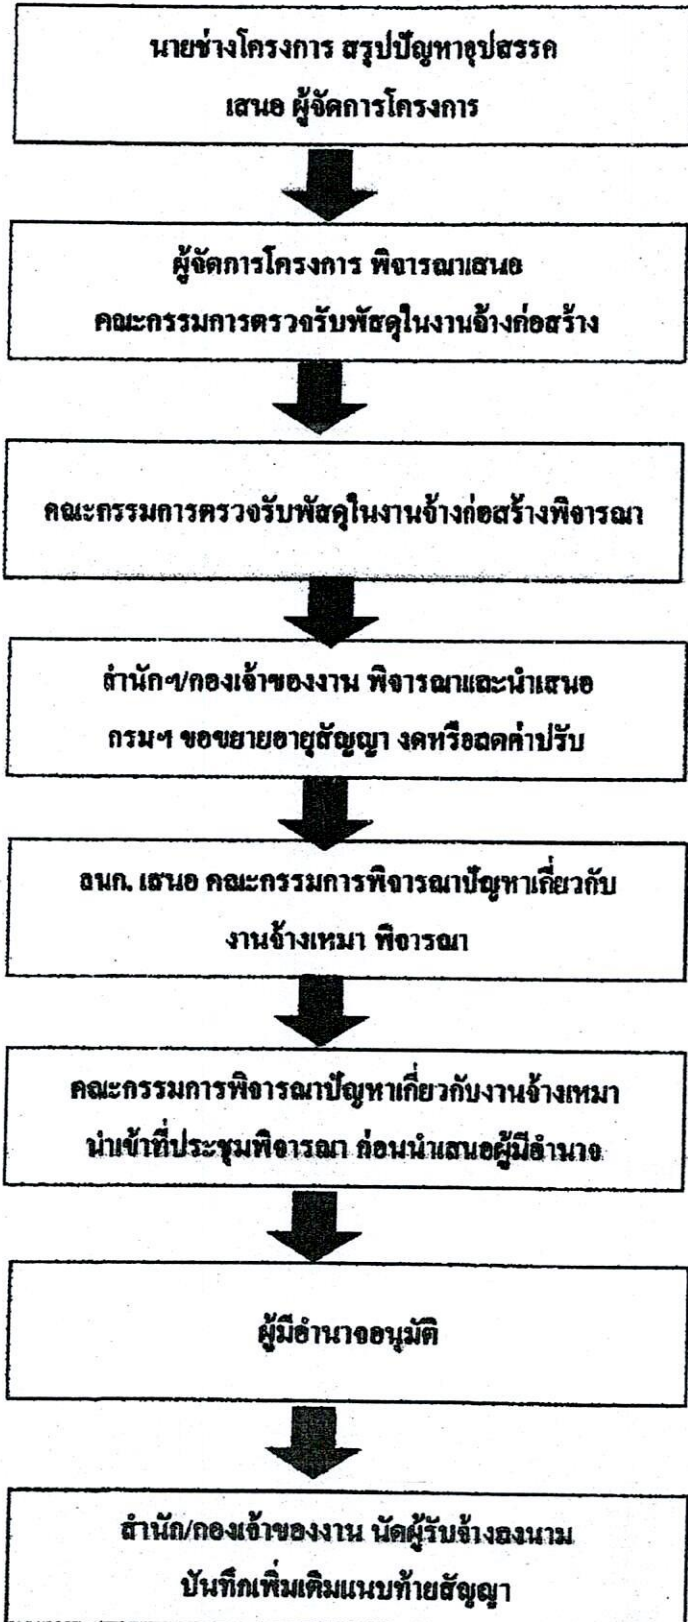 นายช่างโครงการ สรุปปัญหาอุปสรรค
เสนอ ผู้จัดการโครงการ
ผู้จัดการโครงการ พิจารณาเสนอ
คณะกรรมการตรวจรับพัสดุในงานจ้างก่อสร้าง
คณะกรรมการตรวจรับพัสดุในงานจ้างก่อสร้างพิจารณา
สำนักฯ/กองเจ้าของงาน พิจารณาและนำเสนอ
กรมฯ ขอขยายอายุสัญญา งดหรือลดค่าปรับ
ลนก. เสนอ คณะกรรมการพิจารณาปัญหาเกี่ยวกับ
งานจ้างเหมา พิจารณา
คณะกรรมการพิจารณาปัญหาเกี่ยวกับงานจ้างเหมา
นำเข้าที่ประชุมพิจารณา ก่อนนำเสนอผู้มีอำนาจ
ผู้มีอำนาจอนุมัติ
สำนัก/กองเจ้าของงาน นัดผู้รับจ้างลงนาม
บันทึกเพิ่มเติมแนบท้ายสัญญา